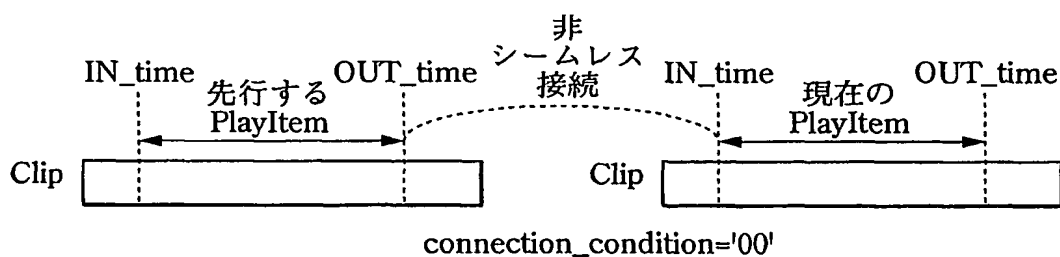 非
シームレス
接続
IN_time
OUT_time
IN_time
OUT_time
先行する
PlayItem
現在の
PlayItem
Clip
Clip
connection_condition='00'